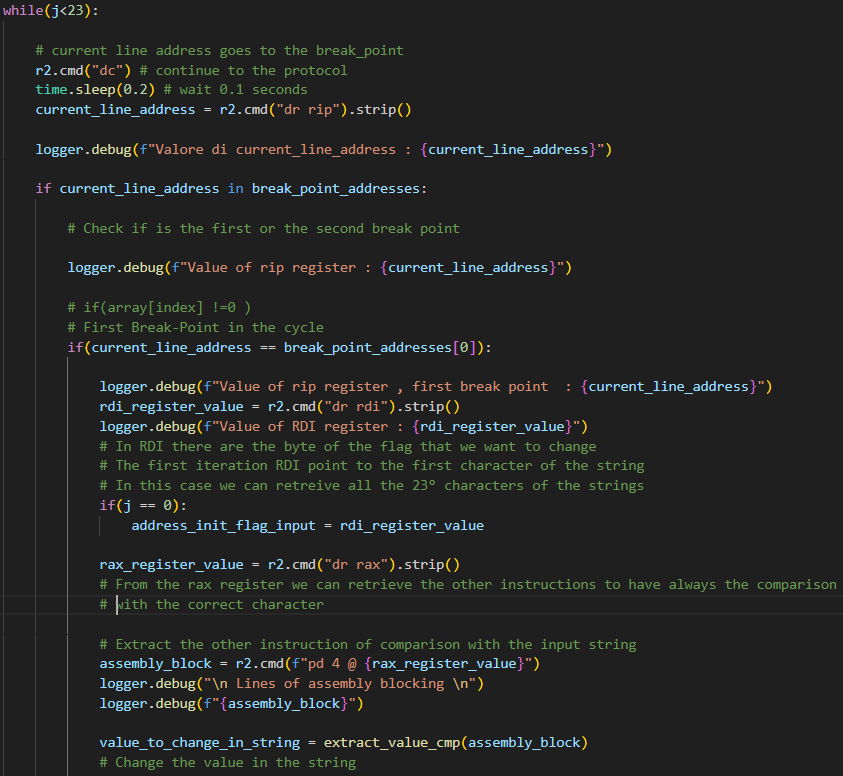 while(j<23):
# current line address goes to the break_point
r2.cmd("dc") # continue to the protocol
time.sleep(0.2) # wait 0.1 seconds
current_line_address = r2.cmd("dr rip").strip()
logger.debug(f"Valore di current_line_address : {current_line_address}")
if current_line_address in break_point_addresses:
# Check if is the first or the second break point
logger.debug(f"Value of rip register : {current_line_address}")
# if(array[index] !=0 )
# First Break-Point in the cycle
if(current_line_address == break_point_addresses[0]):
logger.debug(f"Value of rip register , first break point  : {current_line_address}")
rdi_register_value = r2.cmd("dr rdi").strip()
logger.debug(f"Value of RDI register : {rdi_register_value}")
# In RDI there are the byte of the flag that we want to change
# The first iteration RDI point to the first character of the string
# In this case we can retreive all the 23° characters of the strings
if(j == 0):
address_init_flag_input = rdi_register_value
rax_register_value = r2.cmd("dr rax").strip()
# From the rax register we can retrieve the other instructions to have always the comparison
# with the correct character
# Extract the other instruction of comparison with the input string
assembly_block = r2.cmd(f"pd 4 @ {rax_register_value}")
logger.debug("\n Lines of assembly blocking \n")
logger.debug(f"{assembly_block}")
value_to_change_in_string = extract_value_cmp(assembly_block)
# Change the value in the string